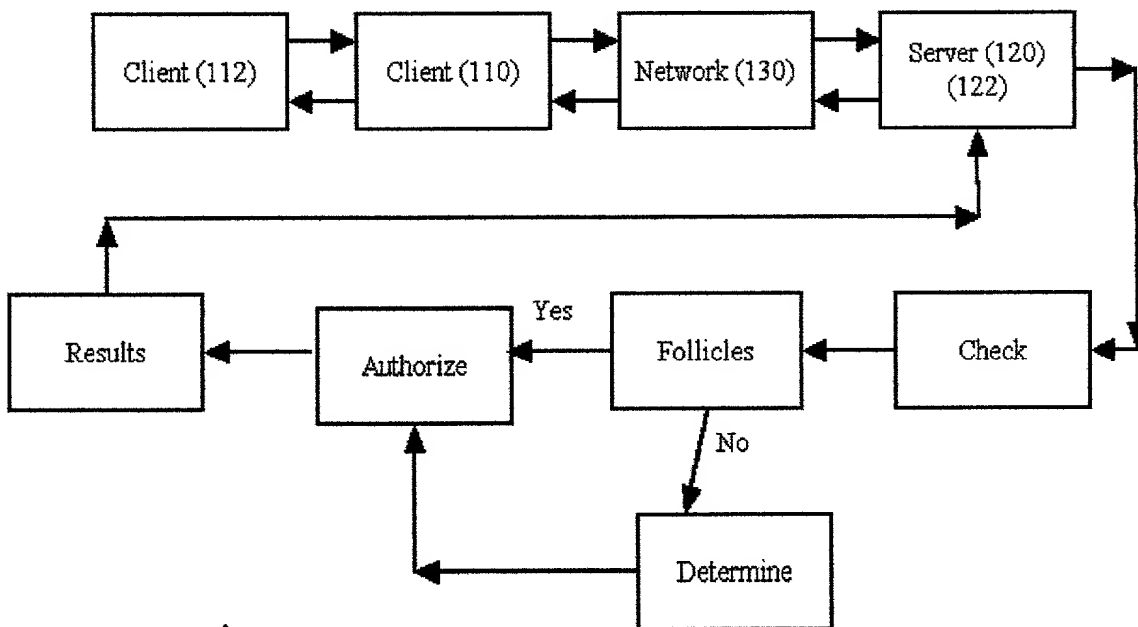 Client (112)
Client (110)
Network (130)
Server (120)
(122)
Results
Authorize
Yes
Follicles
Check
No
Determine